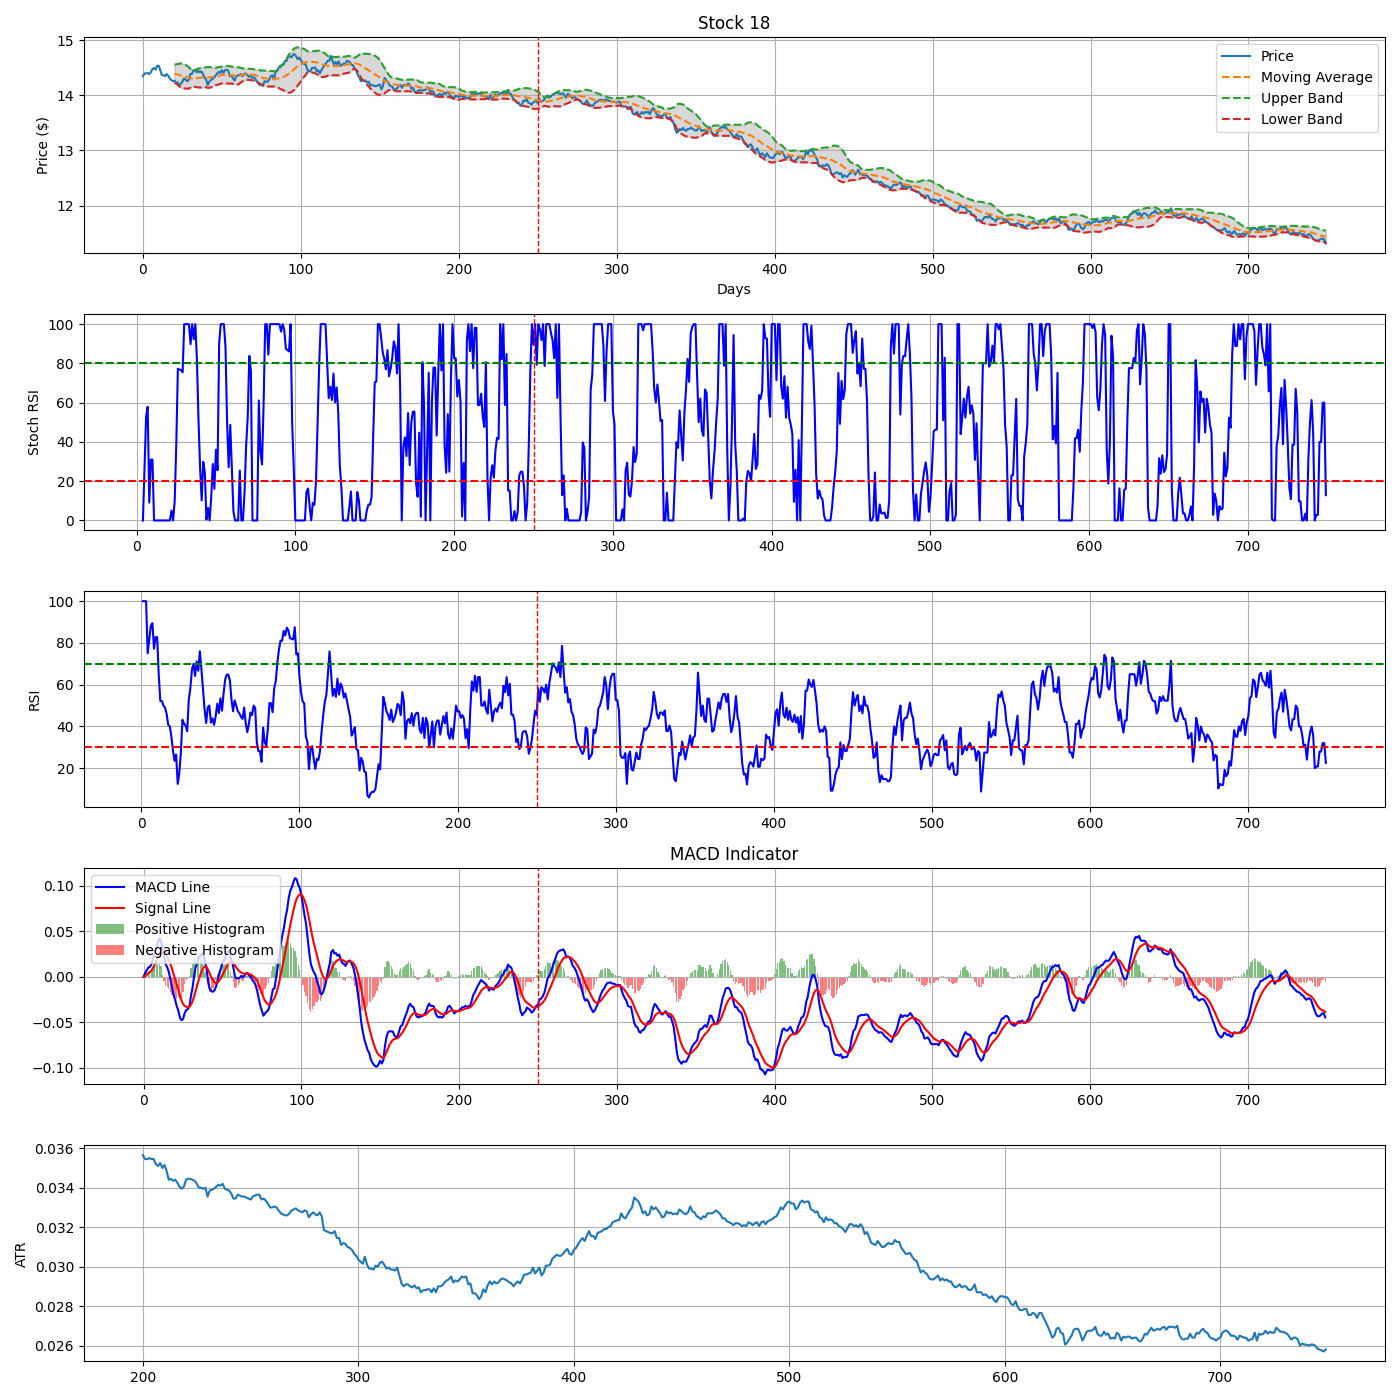 Stock 18
15
14
13
12
Price ($)
Price
Moving Average
Upper Band
Lower Band
0 100 200 300 400 500 600 700
Days
100
80
60
40
20
0
Stoch RSI
0 100 200 300 400 500 600 700
100
80
60
40
20
RSI
0 100 200 300 400 500 600 700
MACD Indicator
0.10
0.05
0.00
−0.05
−0.10
MACD Line
Signal Line
Positive Histogram
Negative Histogram
0 100 200 300 400 500 600 700
0.036
0.034
0.032
0.030
0.028
0.026
ATR
200 300 400 500 600 700